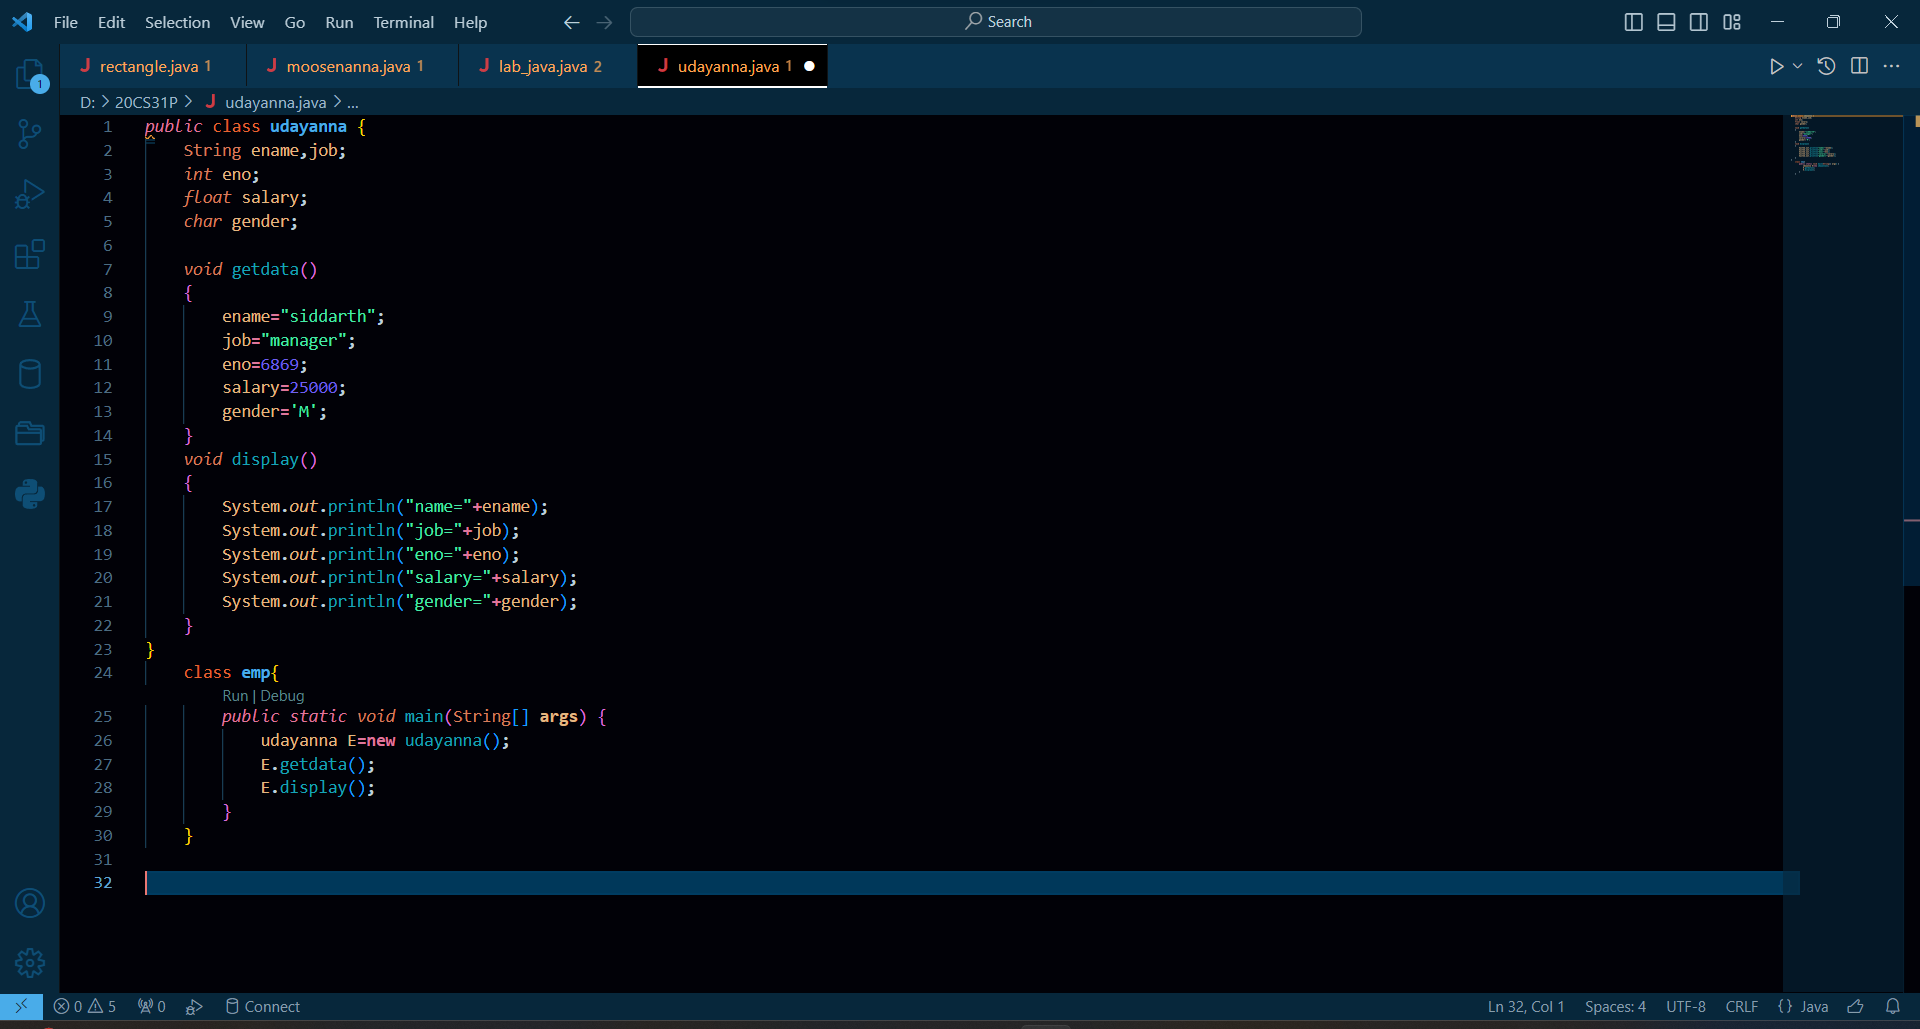 File Edit Selection View Go Run Terminal Help Search
rectangle.java 1 moosenanna.java 1 lab_java.java 2 udayanna.java 1
D: > 20CS31P > udayanna.java > ...
1 public class udayanna {
2 String ename,job;
3 int eno;
4 float salary;
5 char gender;
6
7 void getdata()
8 {
9 ename="siddarth";
10 job="manager";
11 eno=6869;
12 salary=25000;
13 gender='M';
14 }
15 void display()
16 {
17 System.out.println("name="+ename);
18 System.out.println("job="+job);
19 System.out.println("eno="+eno);
20 System.out.println("salary="+salary);
21 System.out.println("gender="+gender);
22 }
23 }
24 class emp{
Run | Debug
25 public static void main(String[] args) {
26 udayanna E=new udayanna();
27 E.getdata();
28 E.display();
29 }
30 }
31
32
1
0 5 0 Connect Ln 32, Col 1 Spaces: 4 UTF-8 CRLF {} Java